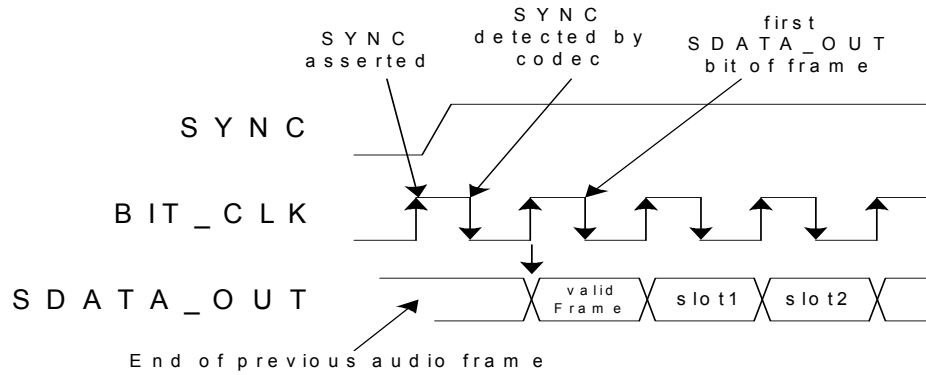 SYNC
asserted
SYNC
detected by
codec
first
SDATA_OUT
bit of frame
SYNC
BIT_CLK
SDATA_OUT
valid
Frame
slot1
slot2
End of previous audio frame